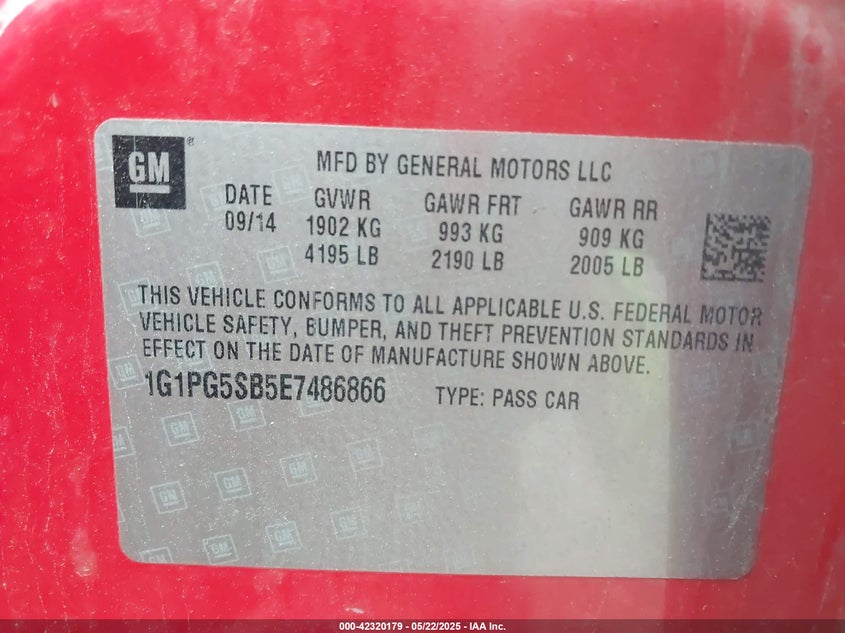 GM ®
MFD BY GENERAL MOTORS LLC
DATE GVWR GAWR FRT GAWR RR
09/14 1902 KG 993 KG 909 KG
4195 LB 2190 LB 2005 LB
THIS VEHICLE CONFORMS TO ALL APPLICABLE U.S. FEDERAL MOTOR
VEHICLE SAFETY, BUMPER, AND THEFT PREVENTION STANDARDS IN
EFFECT ON THE DATE OF MANUFACTURE SHOWN ABOVE.
1G1PG5SB5E7486866 TYPE: PASS CAR
000-42320179 - 05/22/2025 - IAA Inc.